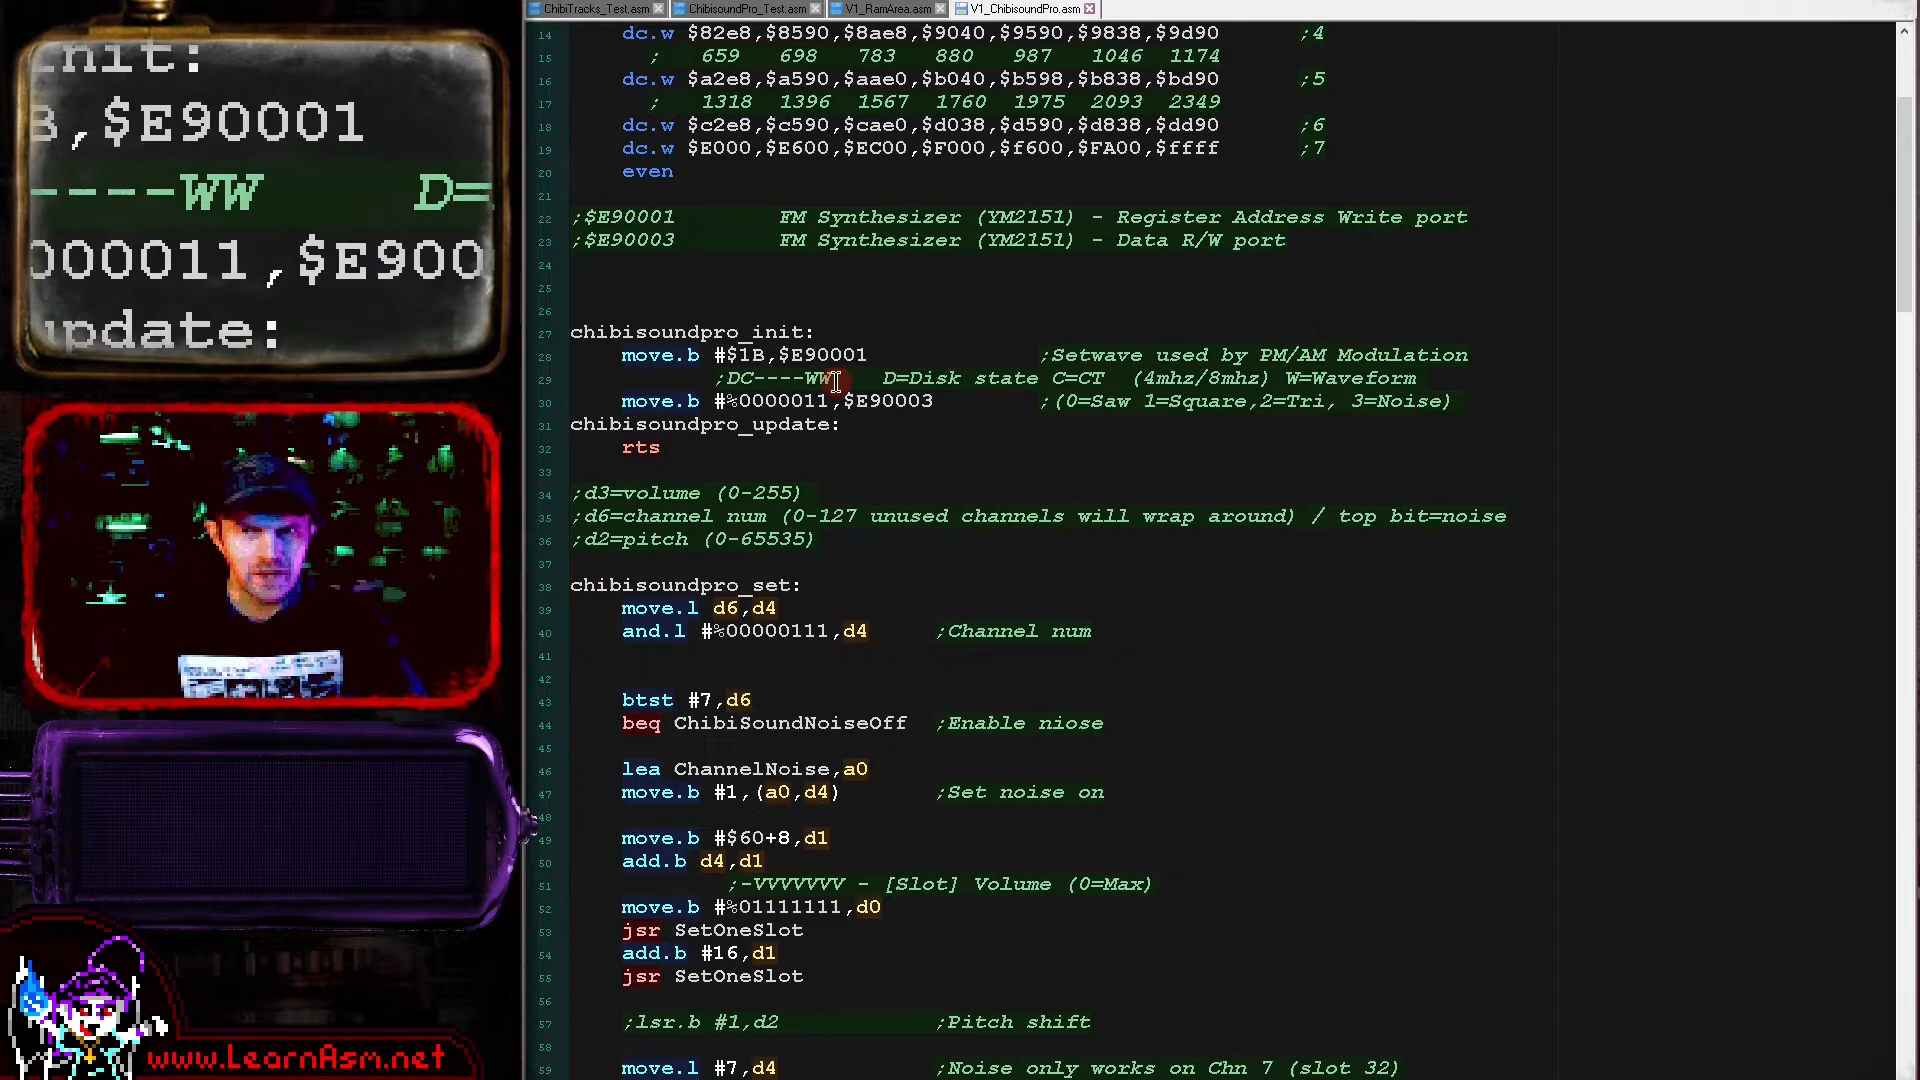 ChibiTracks_Test.asm ChibisoundPro_Test.asm V1_RamArea.asm V1_ChibisoundPro.asm
nit:
B,$E90001
----WW D=
000011,$E900
update:
14 dc.w $82e8,$8590,$8ae8,$9040,$9590,$9838,$9d90 ;4
15 ; 659 698 783 880 987 1046 1174
16 dc.w $a2e8,$a590,$aae0,$b040,$b598,$b838,$bd90 ;5
17 ; 1318 1396 1567 1760 1975 2093 2349
18 dc.w $c2e8,$c590,$cae0,$d038,$d590,$d838,$dd90 ;6
19 dc.w $E000,$E600,$EC00,$F000,$f600,$FA00,$ffff ;7
20 even
21
22 ;$E90001 FM Synthesizer (YM2151) - Register Address Write port
23 ;$E90003 FM Synthesizer (YM2151) - Data R/W port
24
25
26
27 chibisoundpro_init:
28 move.b #$1B,$E90001 ;Setwave used by PM/AM Modulation
29 ;DC----WW D=Disk state C=CT (4mhz/8mhz) W=Waveform
30 move.b #%0000011,$E90003 ;(0=Saw 1=Square,2=Tri, 3=Noise)
31 chibisoundpro_update:
32 rts
33
34 ;d3=volume (0-255)
35 ;d6=channel num (0-127 unused channels will wrap around) / top bit=noise
36 ;d2=pitch (0-65535)
37
38 chibisoundpro_set:
39 move.l d6,d4
40 and.l #%00000111,d4 ;Channel num
41
42
43 btst #7,d6
44 beq ChibiSoundNoiseOff ;Enable niose
45
46 lea ChannelNoise,a0
47 move.b #1,(a0,d4) ;Set noise on
48
49 move.b #$60+8,d1
50 add.b d4,d1
51 ;-VVVVVVV - [Slot] Volume (0=Max)
52 move.b #%01111111,d0
53 jsr SetOneSlot
54 add.b #16,d1
55 jsr SetOneSlot
56
57 ;lsr.b #1,d2 ;Pitch shift
58
59 move.l #7,d4 ;Noise only works on Chn 7 (slot 32)
www.LearnAsm.net